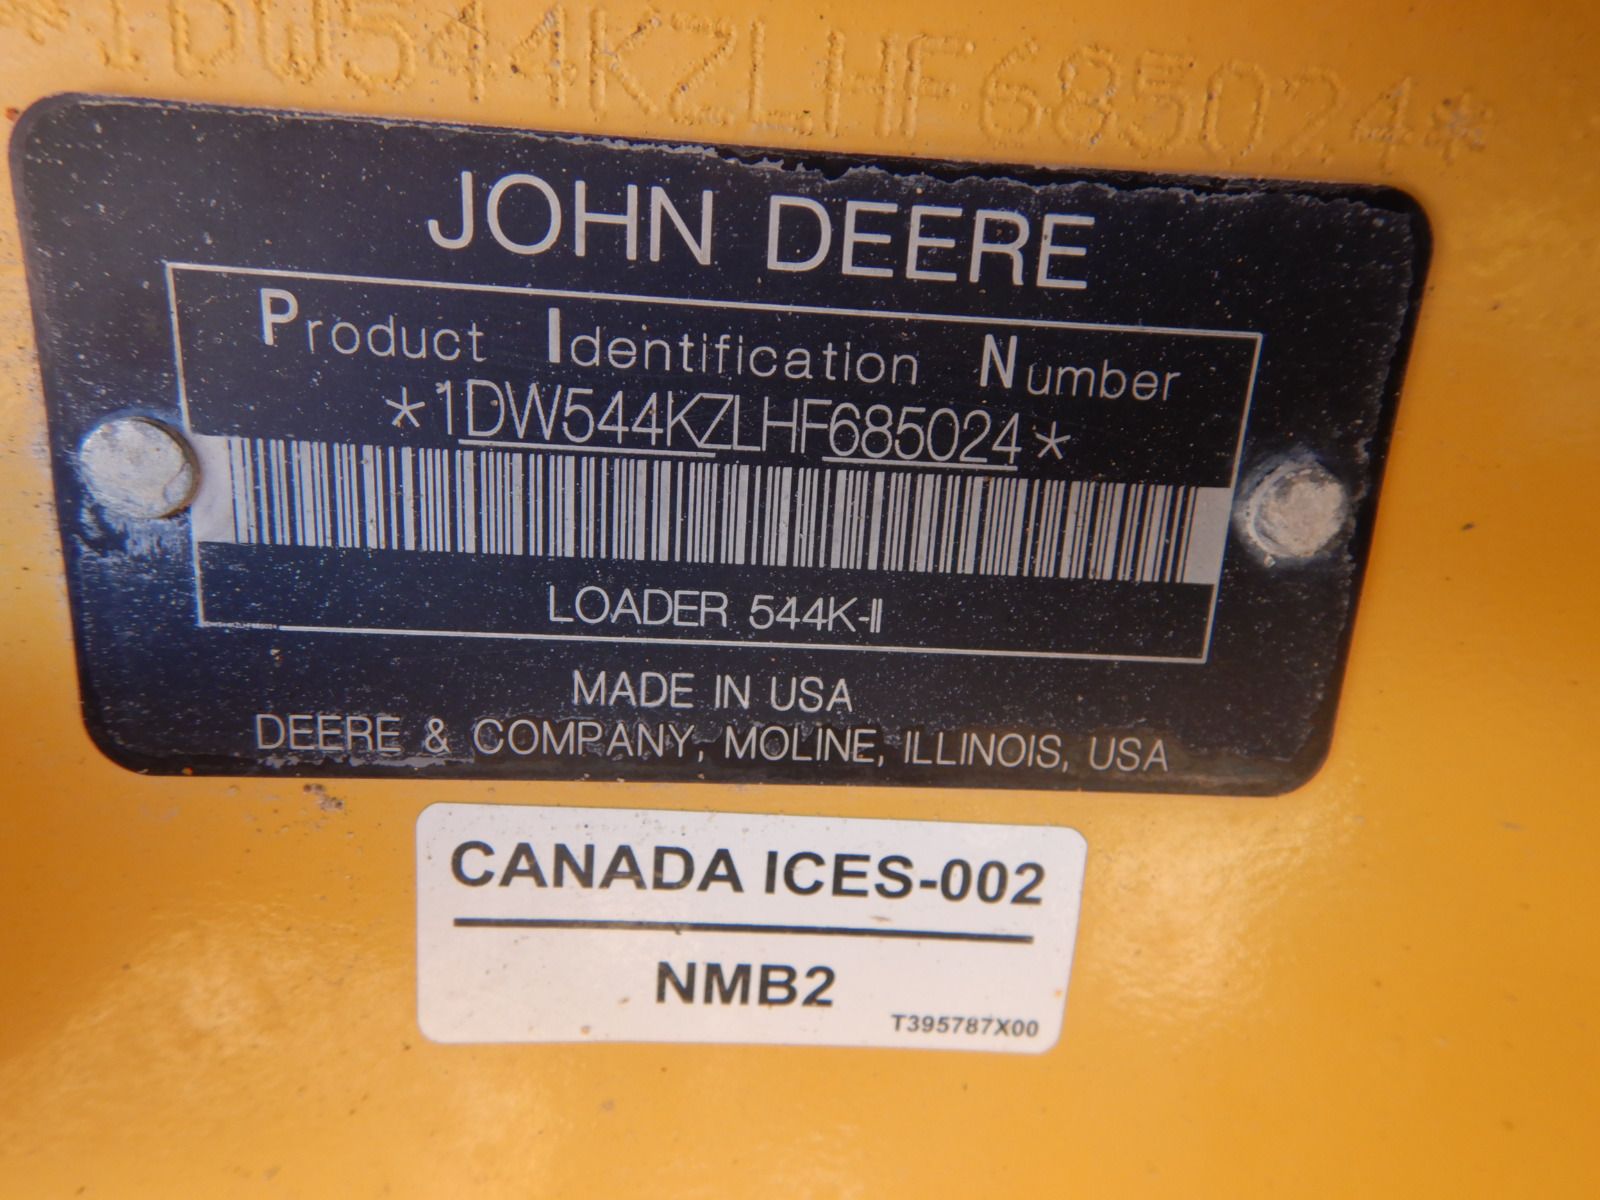 *1DW544KZLHF685024*
JOHN DEERE
Product Identification Number
*1DW544KZLHF685024*
LOADER 544K-II
1DW544KZLHF685024
MADE IN USA
DEERE & COMPANY, MOLINE, ILLINOIS, USA
CANADA ICES-002
NMB2
T395787X00